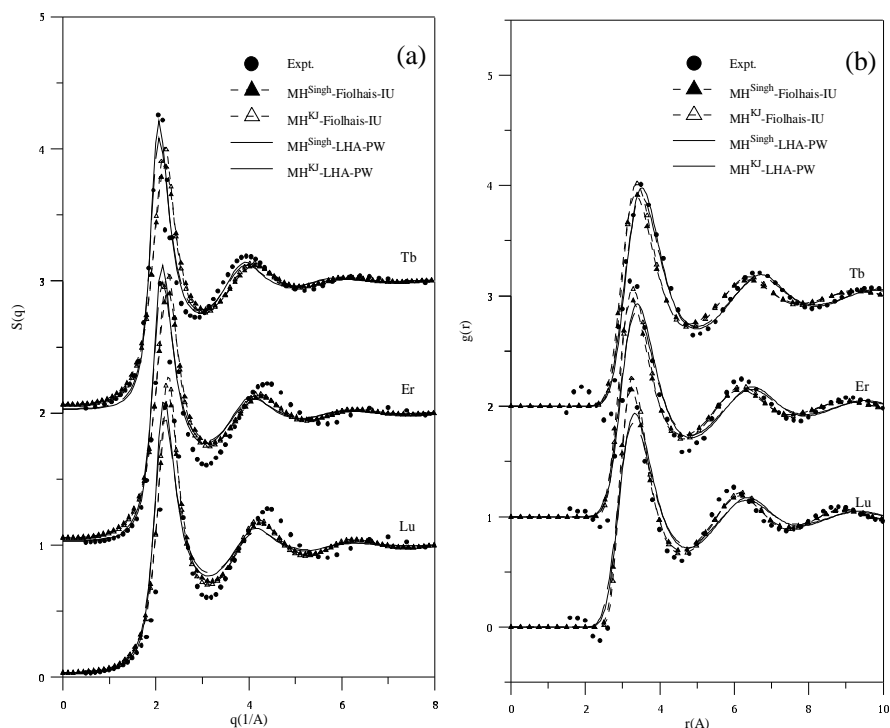 (a)
Expt.
MH^Singh-Fiolhais-IU
MH^KJ-Fiolhais-IU
MH^Singh-LHA-PW
MH^KJ-LHA-PW
Tb
Er
Lu
S(q)
5
4
3
2
1
0
0 2 4 6 8
q(1/A)
(b)
Expt.
MH^Singh-Fiolhais-IU
MH^KJ-Fiolhais-IU
MH^Singh-LHA-PW
MH^KJ-LHA-PW
Tb
Er
Lu
g(r)
5
4
3
2
1
0
0 2 4 6 8 10
r(A)